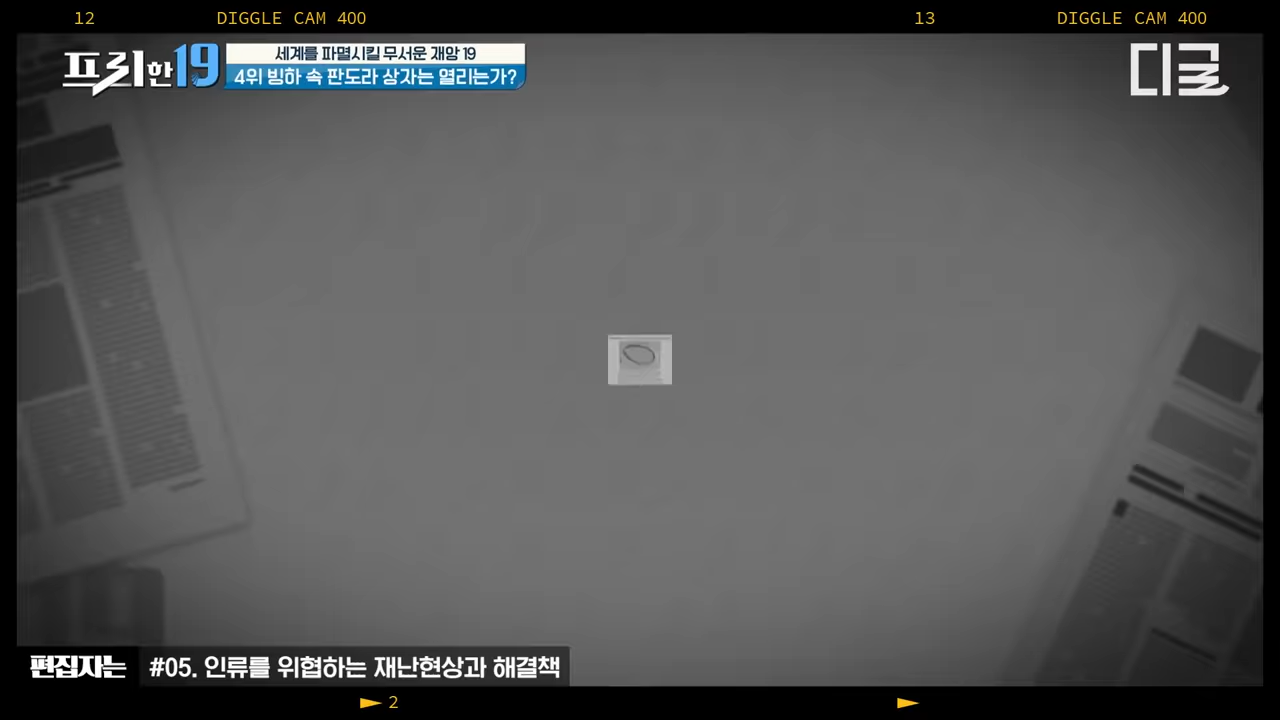 12
DIGGLE CAM 400
13
DIGGLE CAM 400
프리한19
세계를 파멸시킬 무서운 재앙 19
4위 빙하 속 판도라 상자는 열리는가?
디글
편집자는
#05. 인류를 위협하는 재난현상과 해결책
2